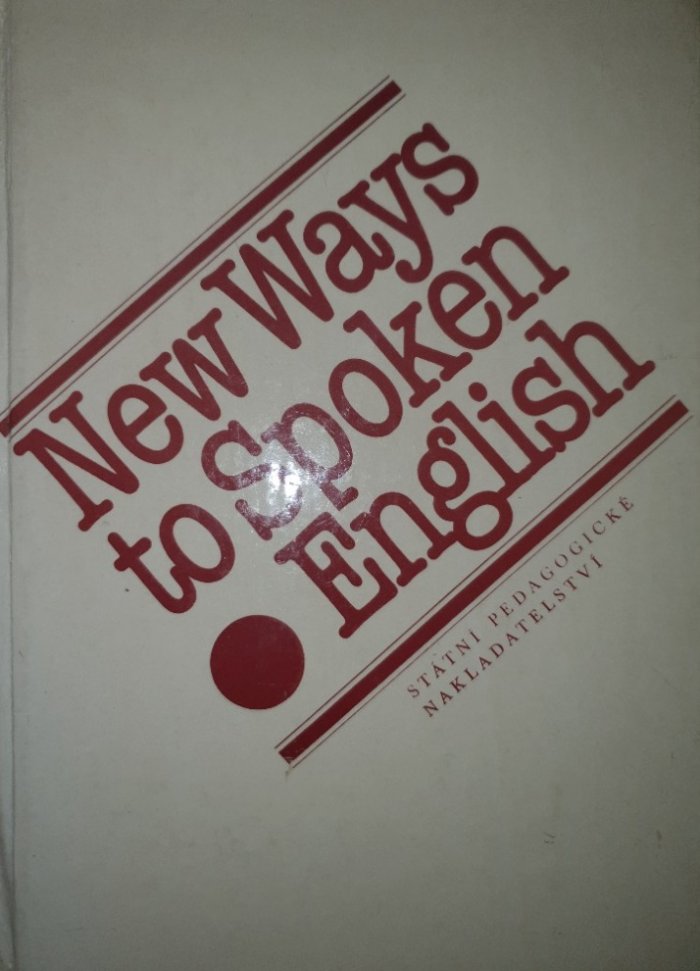 New Ways
to Spoken
English
STÁTNÍ PEDAGOGICKÉ
NAKLADATELSTVÍ